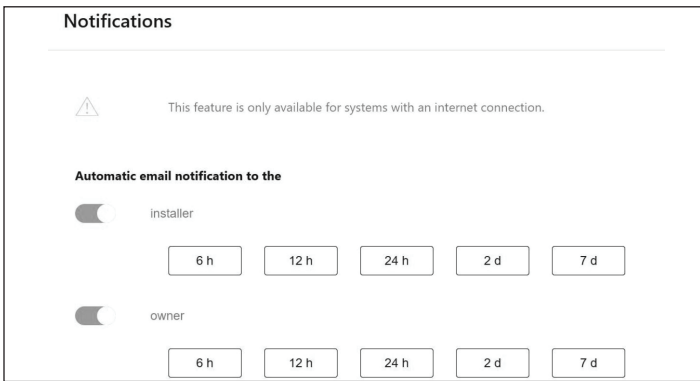 Notifications
This feature is only available for systems with an internet connection.
Automatic email notification to the
installer
6 h 12 h 24 h 2 d 7 d
owner
6 h 12 h 24 h 2 d 7 d